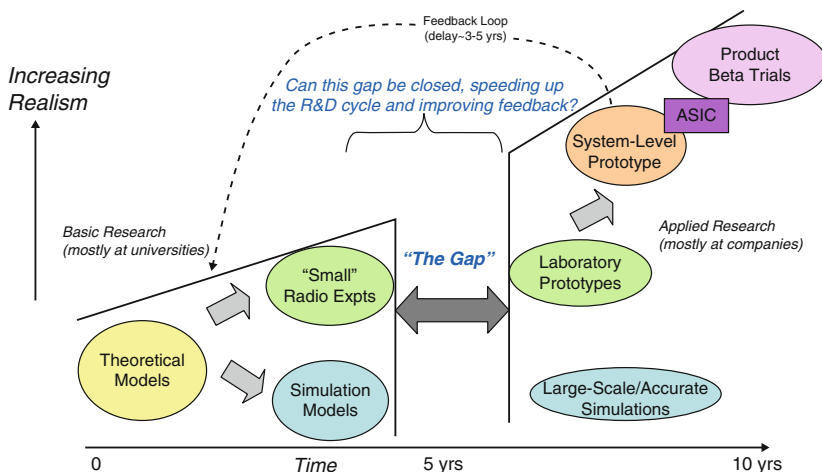 Feedback Loop
(delay~3-5 yrs)
Product
Beta Trials
Increasing
Realism
Can this gap be closed, speeding up
the R&D cycle and improving feedback?
ASIC
System-Level
Prototype
Basic Research
(mostly at universities)
Applied Research
(mostly at companies)
“The Gap”
“Small”
Radio Expts
Laboratory
Prototypes
Theoretical
Models
Simulation
Models
Large-Scale/Accurate
Simulations
0
Time
5 yrs
10 yrs